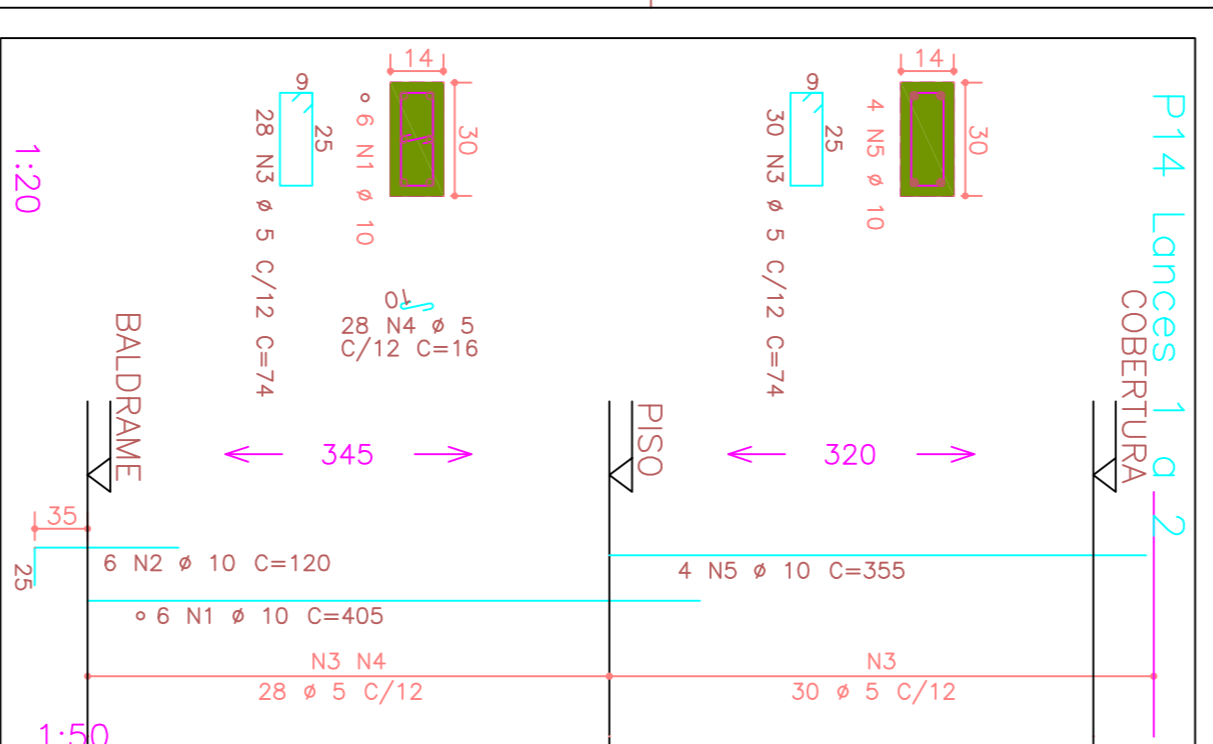 P14 Lances 1 a 2
COBERTURA
14
30
4 N5 ø 10
9
25
30 N3 ø 5 C/12 C=74
320
PISO
14
30
6 N1 ø 10
9
25
28 N3 ø 5 C/12 C=74
10
28 N4 ø 5
C/12 C=16
345
BALDRAME
1:20
35
25
6 N2 ø 10 C=120
6 N1 ø 10 C=405
4 N5 ø 10 C=355
N3 N4
28 ø 5 C/12
N3
30 ø 5 C/12
1:50